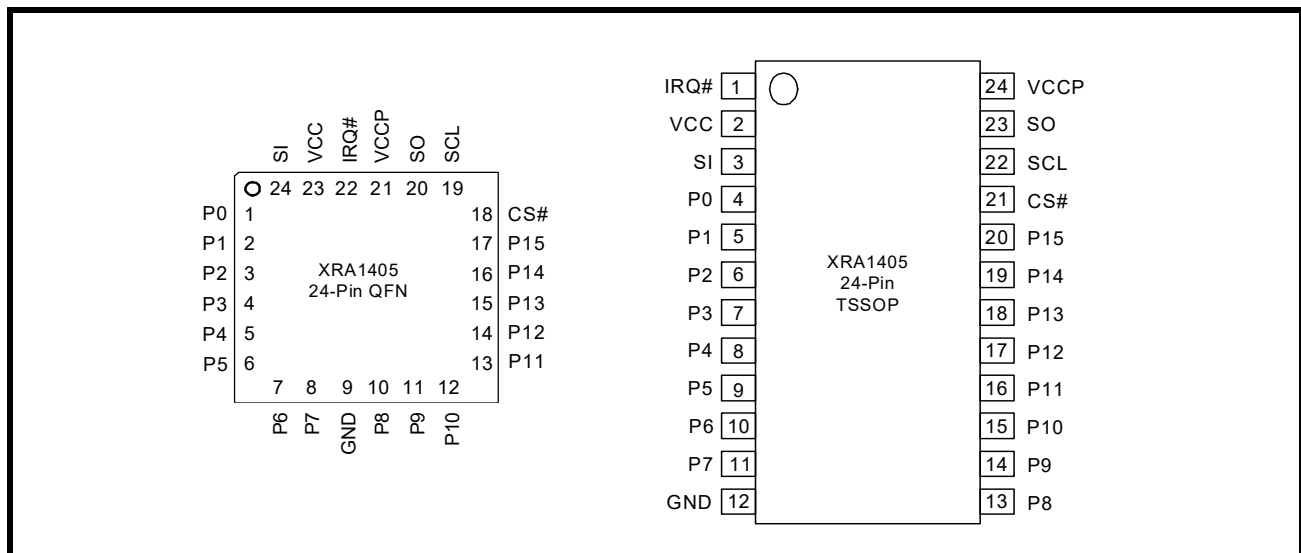 SI VCC IRQ# VCCP SO SCL
24 23 22 21 20 19
P0 1 18 CS#
P1 2 17 P15
P2 3 16 P14
P3 4 15 P13
P4 5 14 P12
P5 6 13 P11
XRA1405
24-Pin QFN
7 8 9 10 11 12
P6 P7 GND P8 P9 P10
IRQ# 1 24 VCCP
VCC 2 23 SO
SI 3 22 SCL
P0 4 21 CS#
P1 5 20 P15
P2 6 19 P14
P3 7 18 P13
P4 8 17 P12
P5 9 16 P11
P6 10 15 P10
P7 11 14 P9
GND 12 13 P8
XRA1405
24-Pin
TSSOP